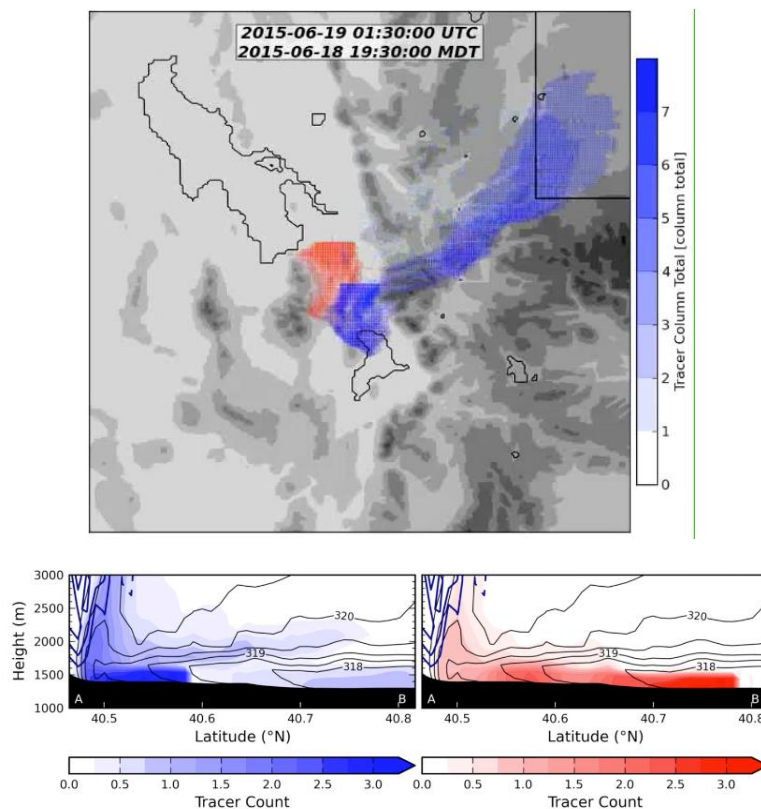 2015-06-19 01:30:00 UTC
2015-06-18 19:30:00 MDT
7
6
5
4
3
2
1
0
Tracer Column Total [column total]
3000
2500
2000
1500
1000
Height (m)
320
319
318
A
B
40.5
40.6
40.7
40.8
Latitude (°N)
320
319
318
A
B
40.5
40.6
40.7
40.8
Latitude (°N)
0.0 0.5 1.0 1.5 2.0 2.5 3.0
Tracer Count
0.0 0.5 1.0 1.5 2.0 2.5 3.0
Tracer Count